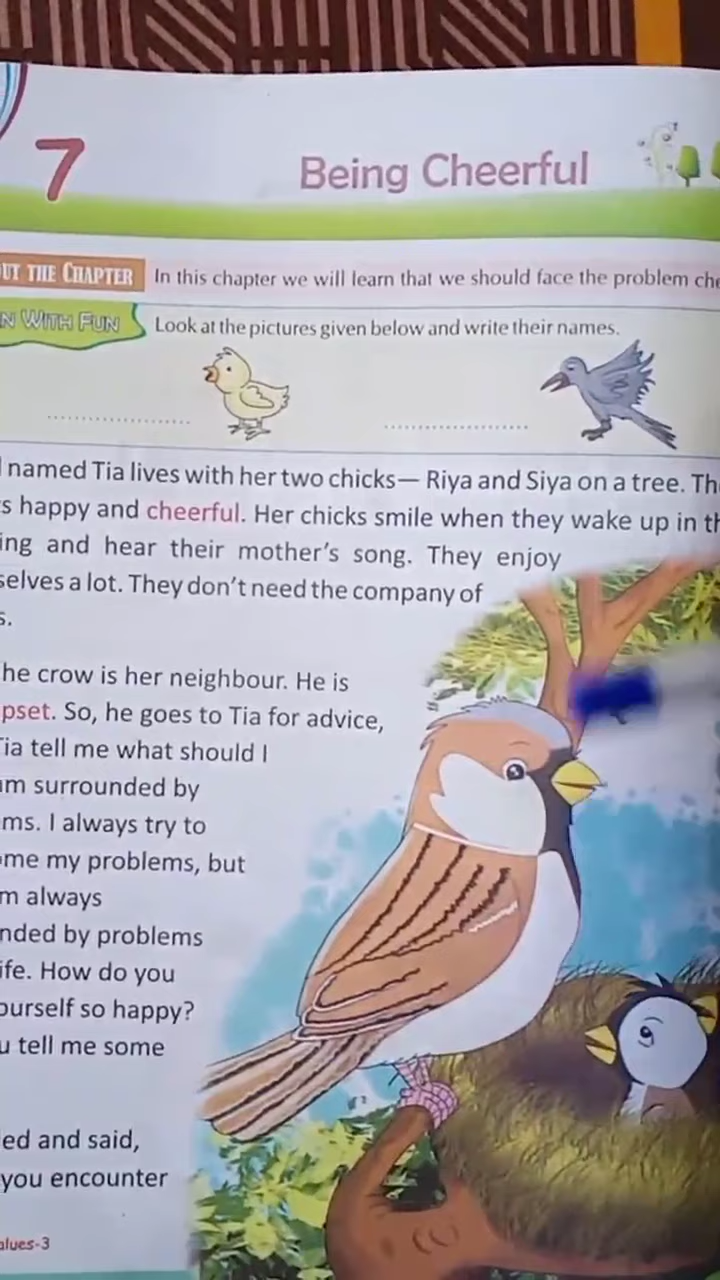 7
Being Cheerful
OUT THE CHAPTER In this chapter we will learn that we should face the problem che
N WITH FUN Look at the pictures given below and write their names.
named Tia lives with her two chicks— Riya and Siya on a tree. Th
s happy and cheerful. Her chicks smile when they wake up in th
ing and hear their mother's song. They enjoy
selves a lot. They don't need the company of
s.
he crow is her neighbour. He is
pset. So, he goes to Tia for advice,
ia tell me what should I
m surrounded by
ms. I always try to
me my problems, but
m always
nded by problems
ife. How do you
ourself so happy?
u tell me some
ed and said,
you encounter
alues-3